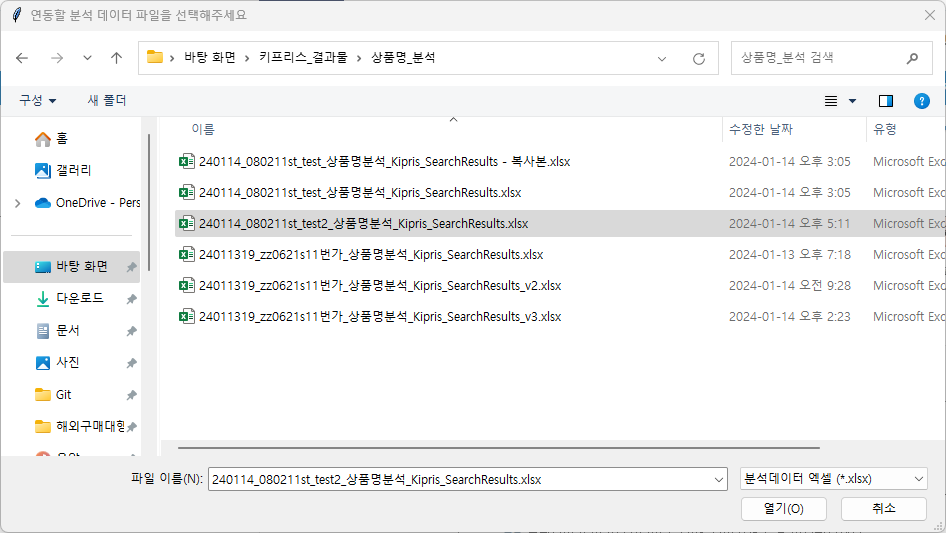 연동할 분석 데이터 파일을 선택해주세요
바탕 화면 > 키프리스_결과물 > 상품명_분석
상품명_분석 검색
구성
새 폴더
이름
수정한 날짜
유형
홈
갤러리
OneDrive - Pers
바탕 화면
다운로드
문서
사진
Git
해외구매대행
240114_080211st_test_상품명분석_Kipris_SearchResults - 복사본.xlsx 2024-01-14 오후 3:05 Microsoft Exc
240114_080211st_test_상품명분석_Kipris_SearchResults.xlsx 2024-01-14 오후 3:05 Microsoft Exc
240114_080211st_test2_상품명분석_Kipris_SearchResults.xlsx 2024-01-14 오후 5:11 Microsoft Exc
24011319_zz0621s11번가_상품명분석_Kipris_SearchResults.xlsx 2024-01-13 오후 7:18 Microsoft Exc
24011319_zz0621s11번가_상품명분석_Kipris_SearchResults_v2.xlsx 2024-01-14 오전 9:28 Microsoft Exc
24011319_zz0621s11번가_상품명분석_Kipris_SearchResults_v3.xlsx 2024-01-14 오후 2:23 Microsoft Exc
파일 이름(N):
240114_080211st_test2_상품명분석_Kipris_SearchResults.xlsx
분석데이터 엑셀 (*.xlsx)
열기(O)
취소